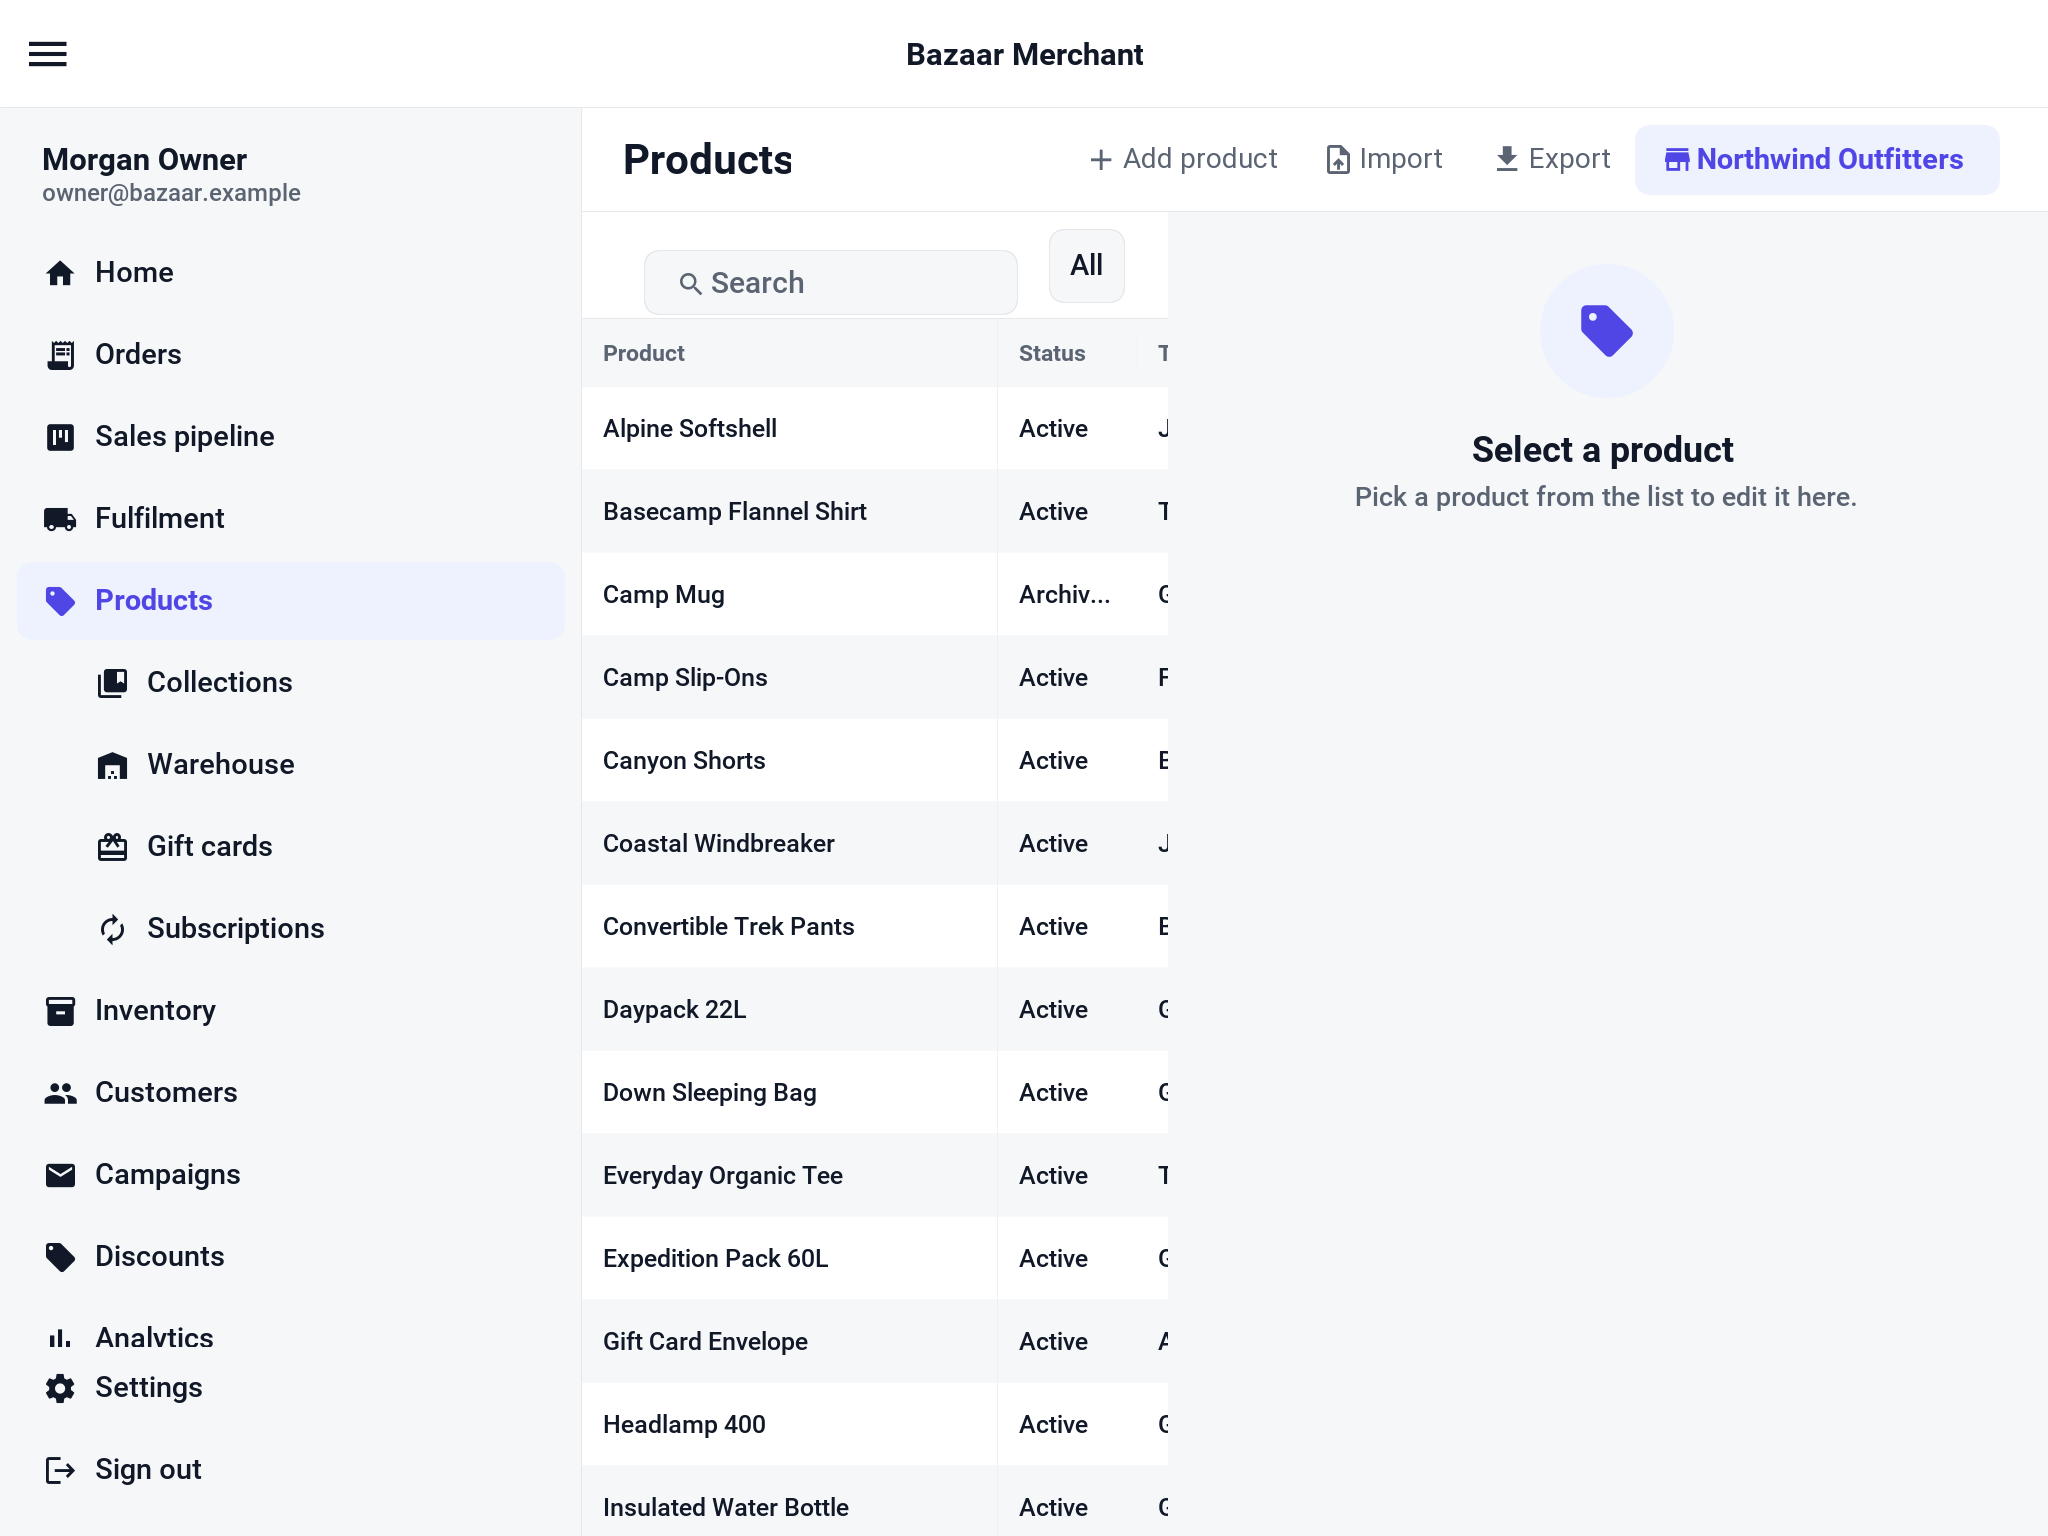 Bazaar Merchant
Morgan Owner
owner@bazaar.example
Home
Orders
Sales pipeline
Fulfilment
Products
Collections
Warehouse
Gift cards
Subscriptions
Inventory
Customers
Campaigns
Discounts
Analytics
Settings
Sign out
Products
Add product
Import
Export
Northwind Outfitters
Search
All
Product Status T
Alpine Softshell Active J
Basecamp Flannel Shirt Active T
Camp Mug Archiv... G
Camp Slip-Ons Active F
Canyon Shorts Active B
Coastal Windbreaker Active J
Convertible Trek Pants Active B
Daypack 22L Active G
Down Sleeping Bag Active G
Everyday Organic Tee Active T
Expedition Pack 60L Active G
Gift Card Envelope Active A
Headlamp 400 Active G
Insulated Water Bottle Active G
Select a product
Pick a product from the list to edit it here.